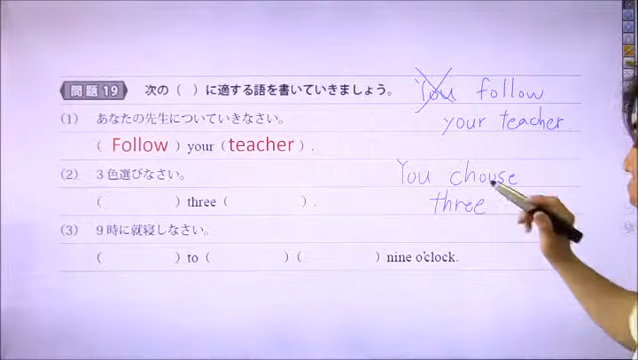 問題19 次の（ ）に適する語を書いていきましょう。
(1) あなたの先生についていきなさい。
( Follow ) your ( teacher ).
(2) 3色選びなさい。
( ) three ( ).
(3) 9時に就寝しなさい。
( ) to ( ) ( ) nine o'clock.
You follow
your teacher.
You choose
three